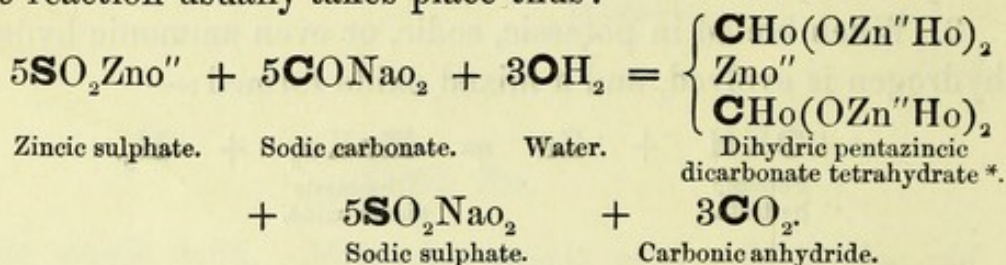 reaction usually takes place thus:
5SO₂Zno″ + 5CONao₂ + 3OH₂ = { CHo(OZn″Ho)₂
Zno″
CHo(OZn″Ho)₂
Zincic sulphate. Sodic carbonate. Water. Dihydric pentazincic
dicarbonate tetrahydrate *.
+ 5SO₂Nao₂ + 3CO₂.
Sodic sulphate. Carbonic anhydride.